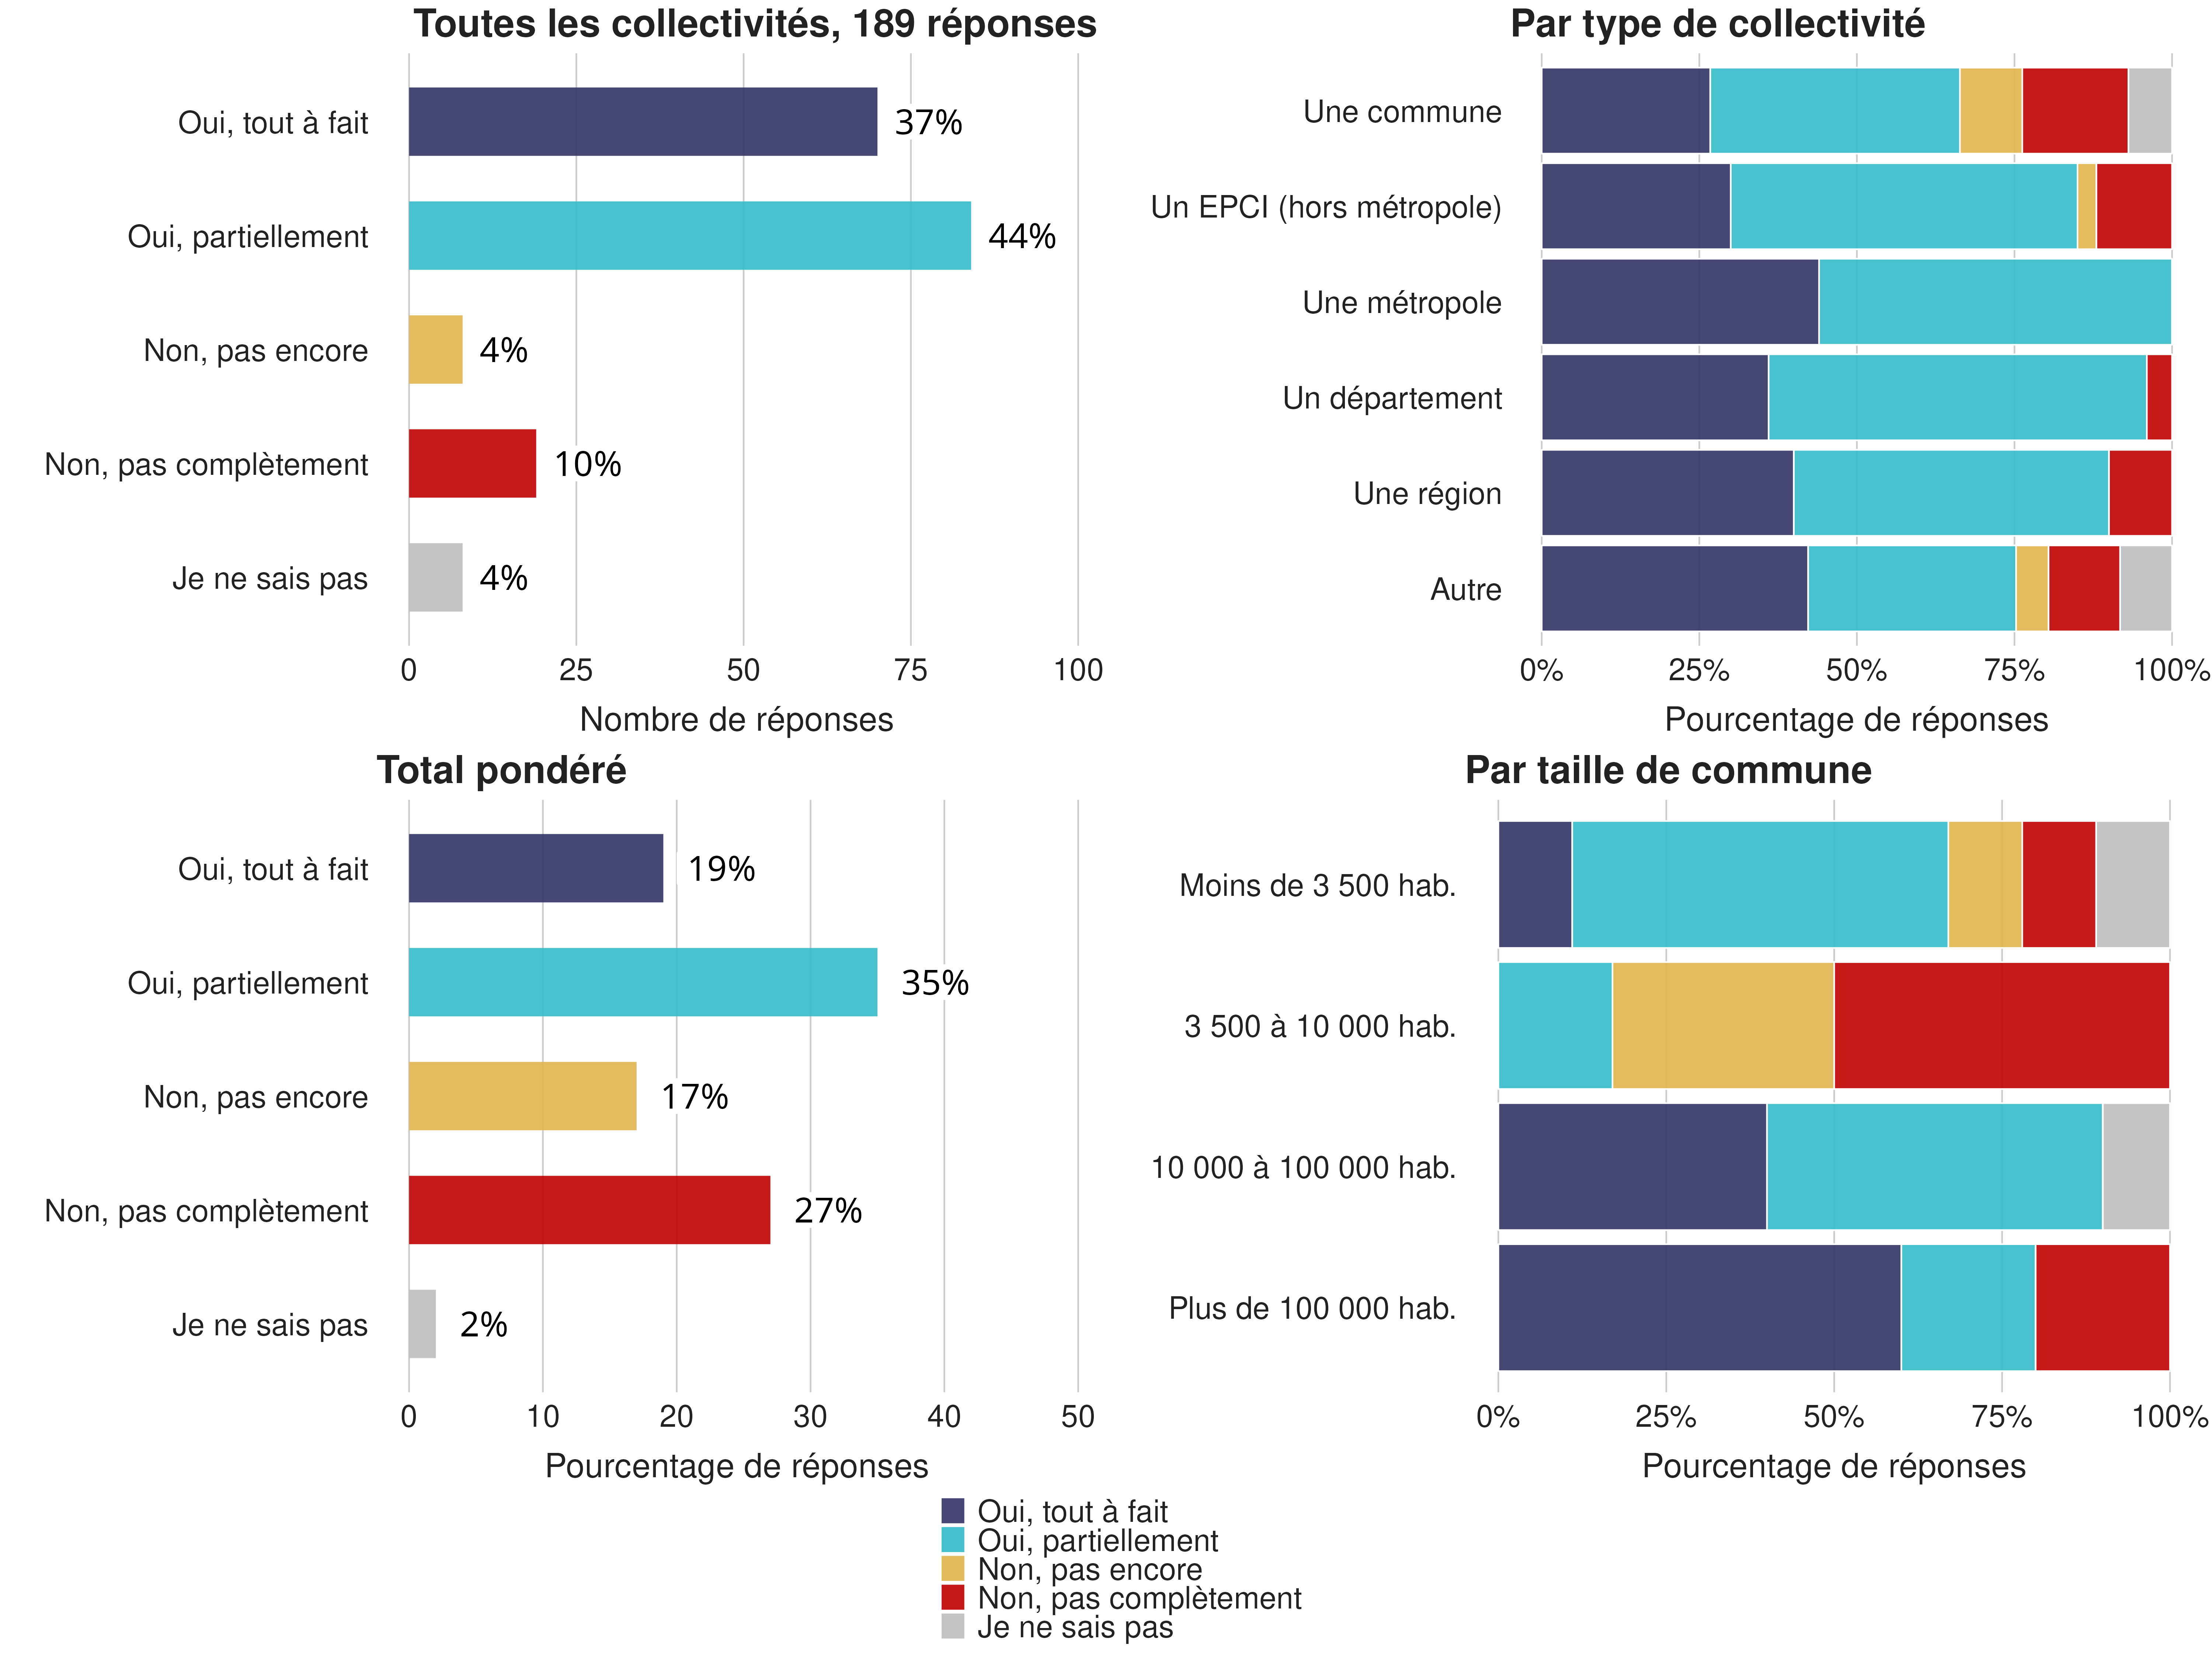 Toutes les collectivités, 189 réponses
Oui, tout à fait
37%
Oui, partiellement
44%
Non, pas encore
4%
Non, pas complètement
10%
Je ne sais pas
4%
0 25 50 75 100
Nombre de réponses
Par type de collectivité
Une commune
Un EPCI (hors métropole)
Une métropole
Un département
Une région
Autre
0% 25% 50% 75% 100%
Pourcentage de réponses
Total pondéré
Oui, tout à fait
19%
Oui, partiellement
35%
Non, pas encore
17%
Non, pas complètement
27%
Je ne sais pas
2%
0 10 20 30 40 50
Pourcentage de réponses
Par taille de commune
Moins de 3 500 hab.
3 500 à 10 000 hab.
10 000 à 100 000 hab.
Plus de 100 000 hab.
0% 25% 50% 75% 100%
Pourcentage de réponses
Oui, tout à fait
Oui, partiellement
Non, pas encore
Non, pas complètement
Je ne sais pas